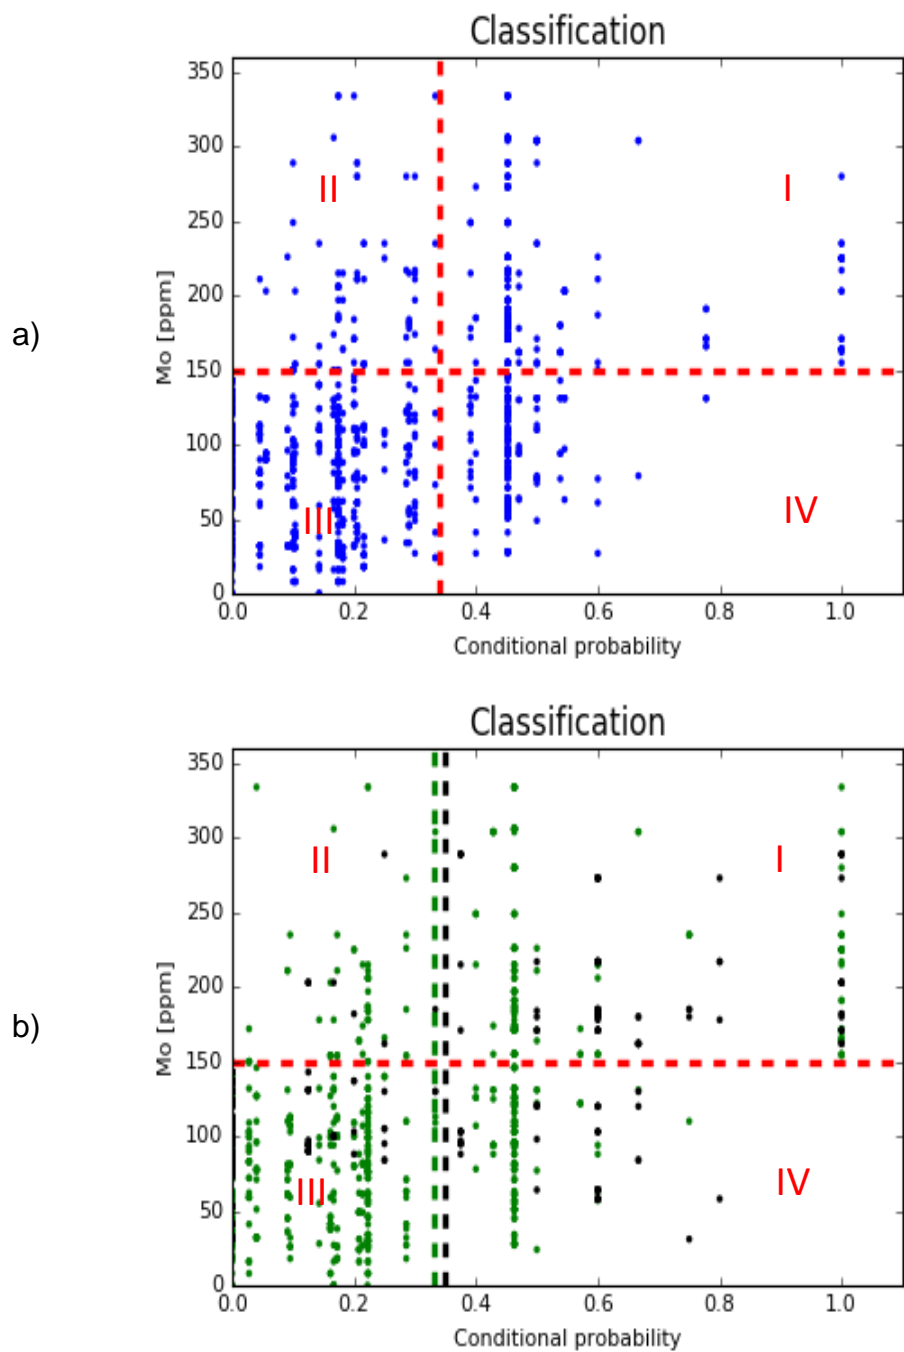 Classification
a)
Mo [ppm]
350
300
250
200
150
100
50
0
II
I
III
IV
0.0 0.2 0.4 0.6 0.8 1.0
Conditional probability
Classification
b)
Mo [ppm]
350
300
250
200
150
100
50
0
II
I
III
IV
0.0 0.2 0.4 0.6 0.8 1.0
Conditional probability